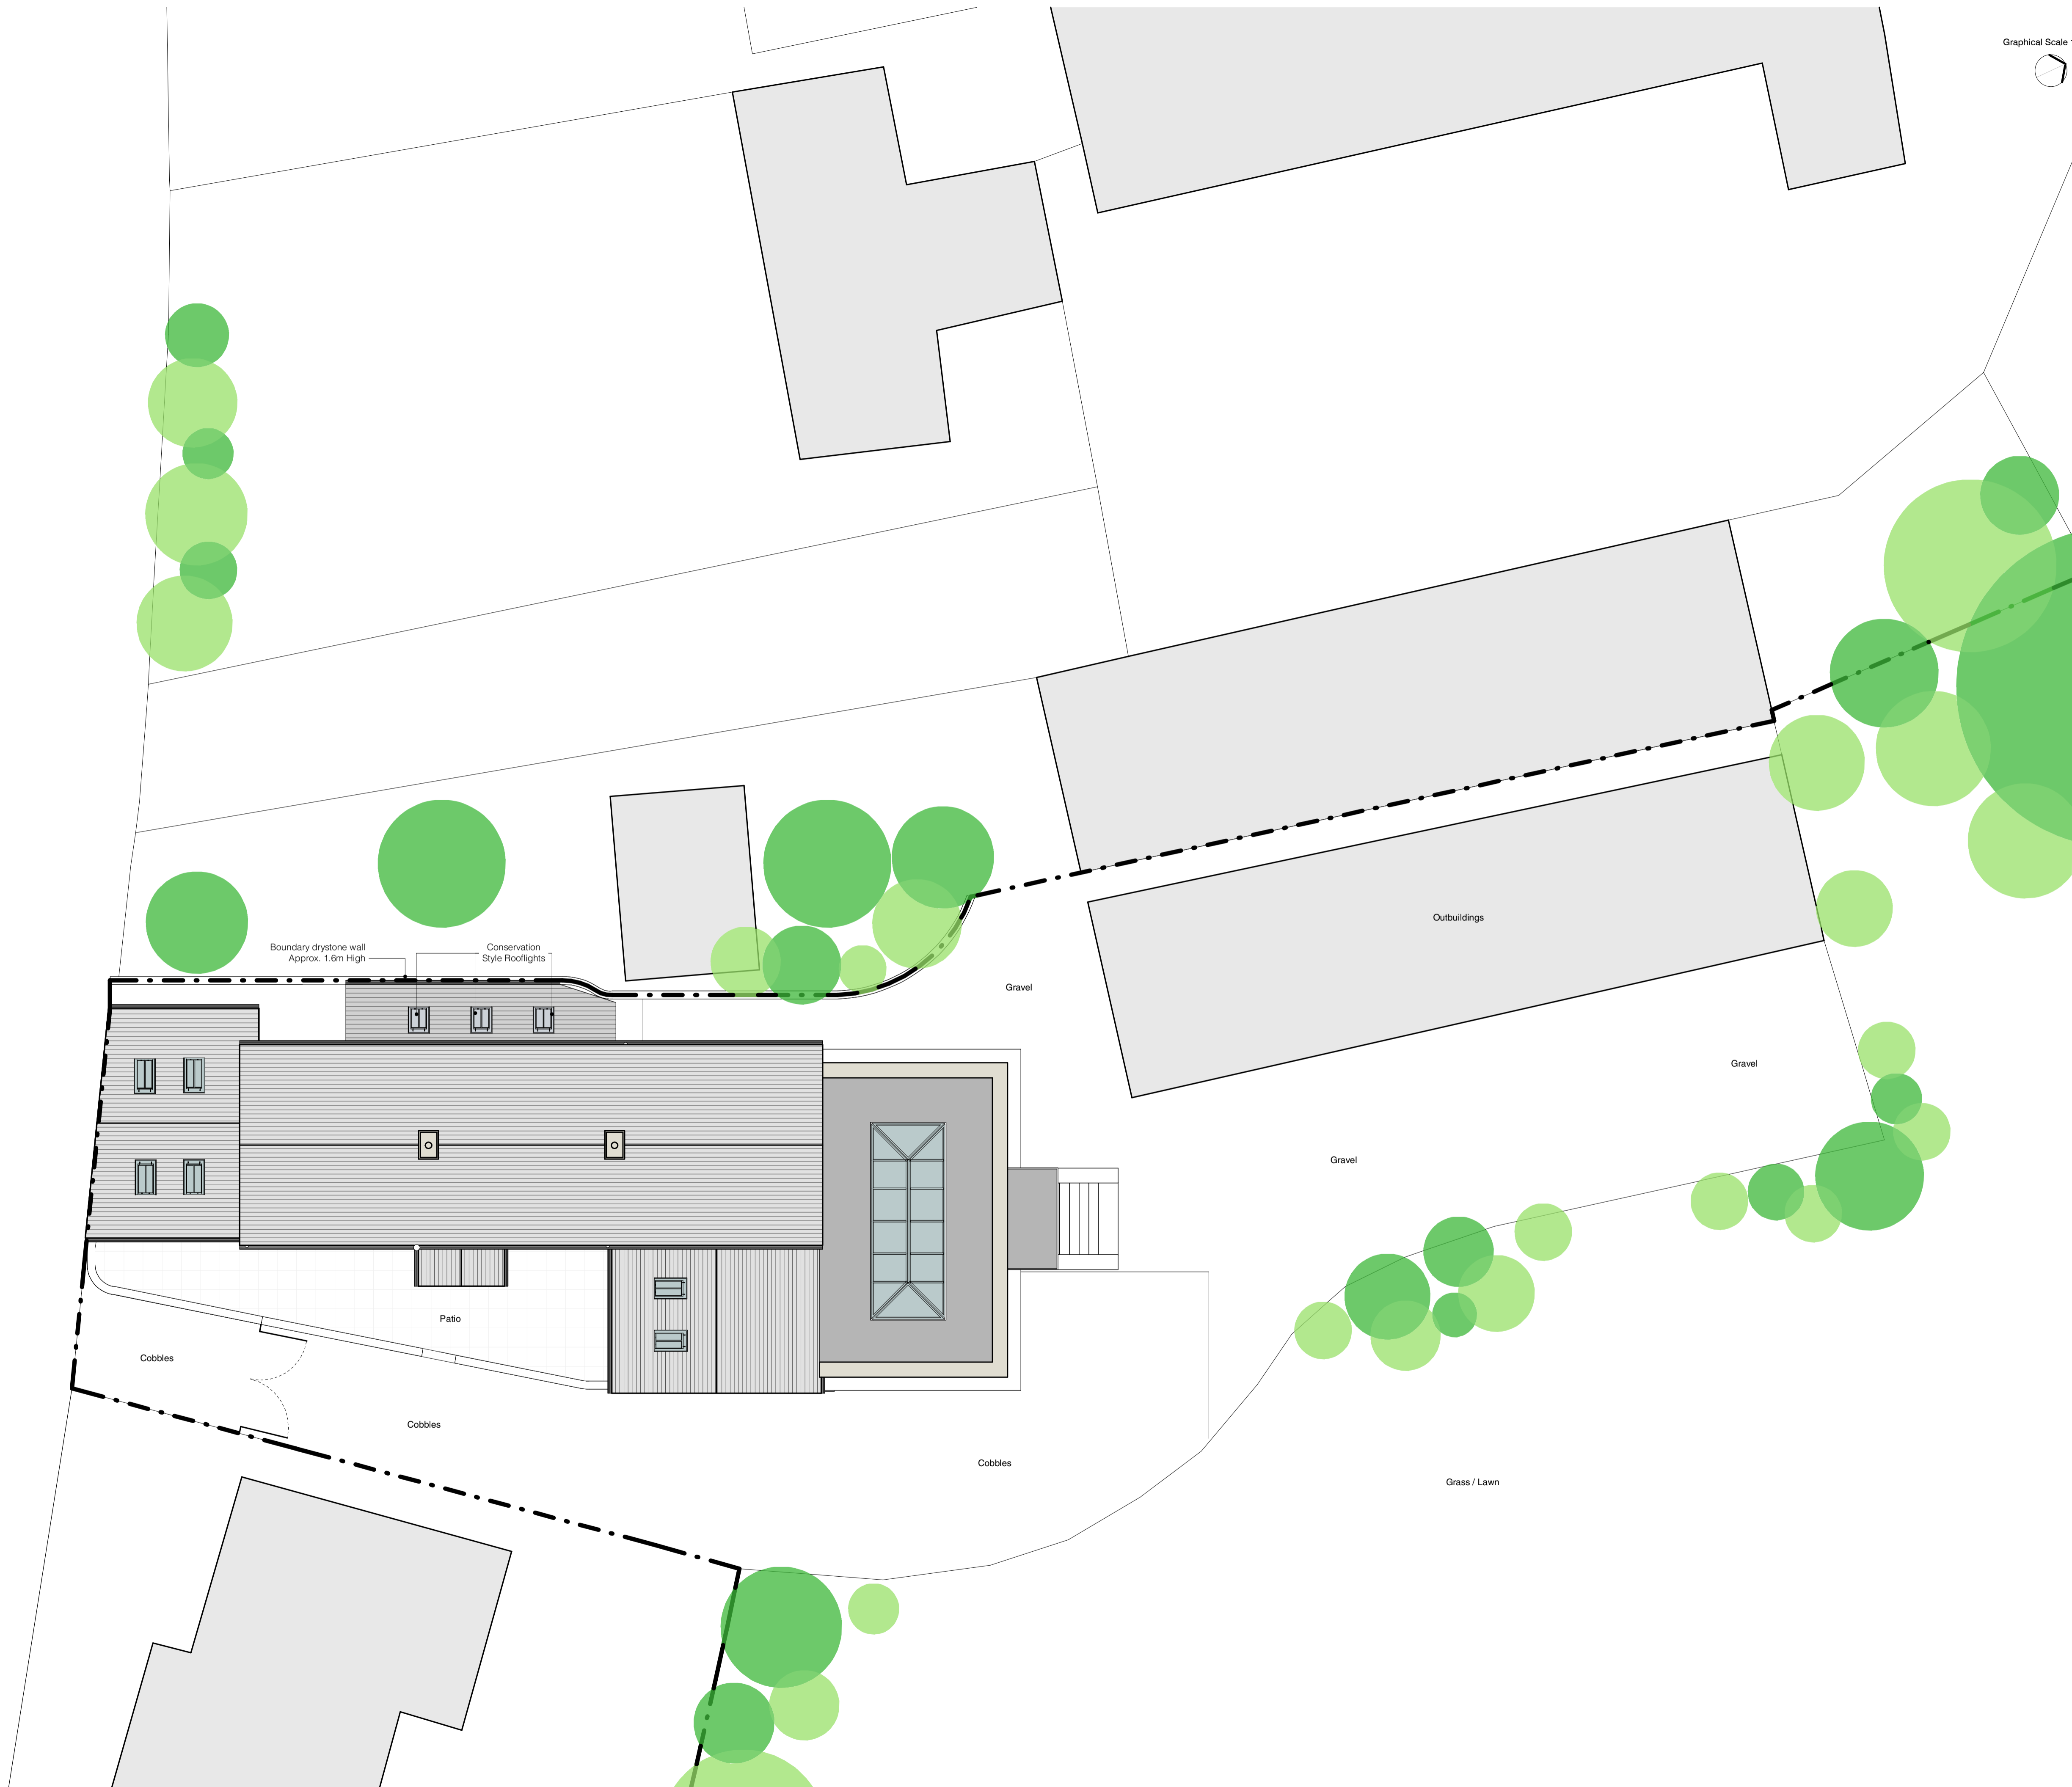 Graphical Scale
Boundary drystone wall
Approx. 1.6m High
Conservation
Style Rooflights
Outbuildings
Gravel
Gravel
Gravel
Patio
Cobbles
Cobbles
Cobbles
Grass / Lawn